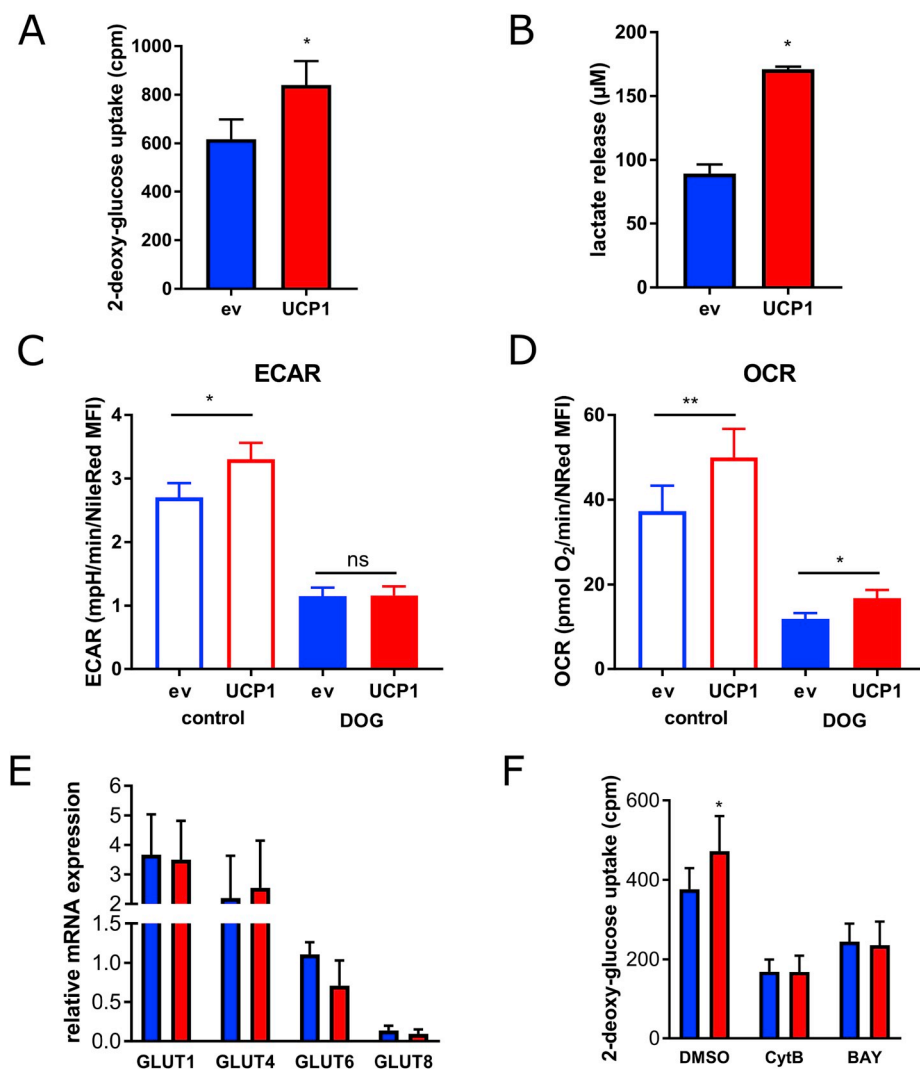 A
2-deoxy-glucose uptake (cpm)
1000
800
600
400
200
0
*
ev UCP1
B
lactate release (µM)
200
150
100
50
0
*
ev UCP1
C
ECAR
ECAR (mpH/min/NileRed MFI)
4
3
2
1
0
*
ns
ev UCP1 ev UCP1
control DOG
D
OCR
OCR (pmol O₂/min/NRed MFI)
60
40
20
0
**
*
ev UCP1 ev UCP1
control DOG
E
relative mRNA expression
6
5
4
3
2
1.5
1.0
0.5
0.0
GLUT1 GLUT4 GLUT6 GLUT8
F
2-deoxy-glucose uptake (cpm)
600
400
200
0
*
DMSO CytB BAY